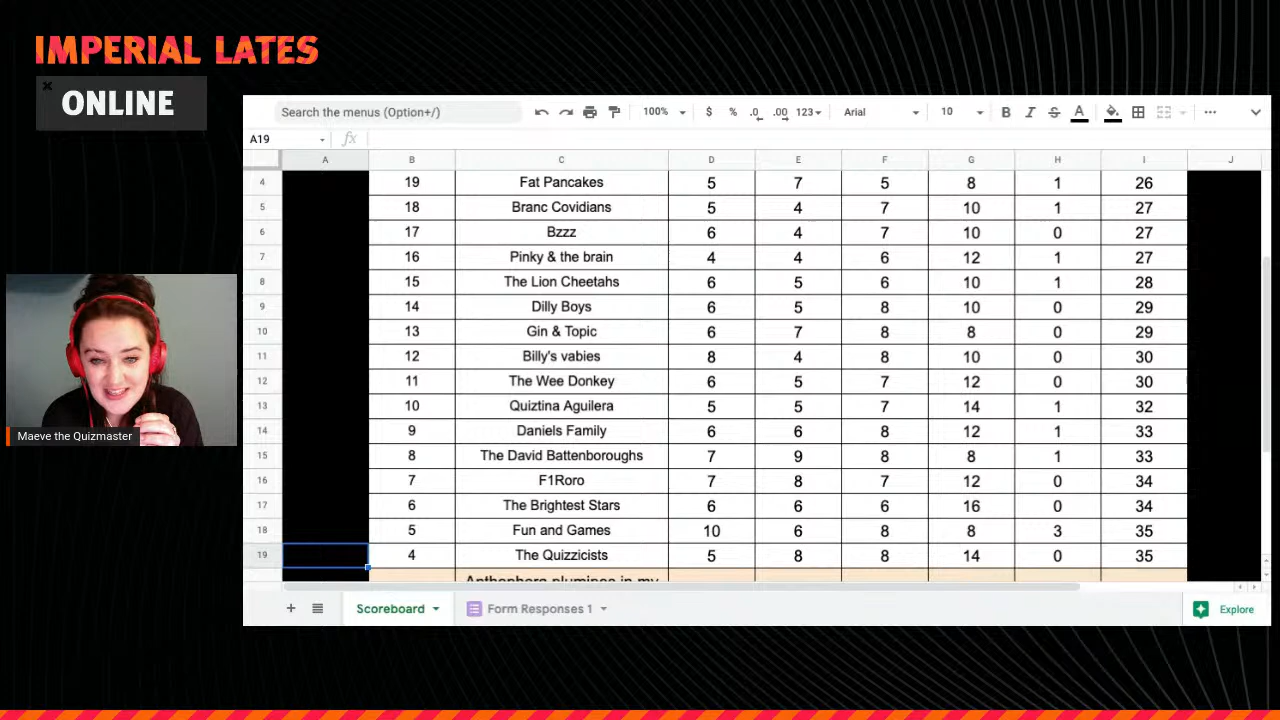 IMPERIAL LATES
ONLINE
Search the menus (Option+/)
100%
$ % .0 .00 123
Arial
10
B I S A
A19
fx
A B C D E F G H I J
4 19 Fat Pancakes 5 7 5 8 1 26
5 18 Branc Covidians 5 4 7 10 1 27
6 17 Bzzz 6 4 7 10 0 27
7 16 Pinky & the brain 4 4 6 12 1 27
8 15 The Lion Cheetahs 6 5 6 10 1 28
9 14 Dilly Boys 6 5 8 10 0 29
10 13 Gin & Topic 6 7 8 8 0 29
11 12 Billy's vabies 8 4 8 10 0 30
12 11 The Wee Donkey 6 5 7 12 0 30
13 10 Quiztina Aguilera 5 5 7 14 1 32
14 9 Daniels Family 6 6 8 12 1 33
15 8 The David Battenboroughs 7 9 8 8 1 33
16 7 F1Roro 7 8 7 12 0 34
17 6 The Brightest Stars 6 6 6 16 0 34
18 5 Fun and Games 10 6 8 8 3 35
19 4 The Quizzicists 5 8 8 14 0 35
Anthophora plumipes in my
Scoreboard
Form Responses 1
Explore
Maeve the Quizmaster